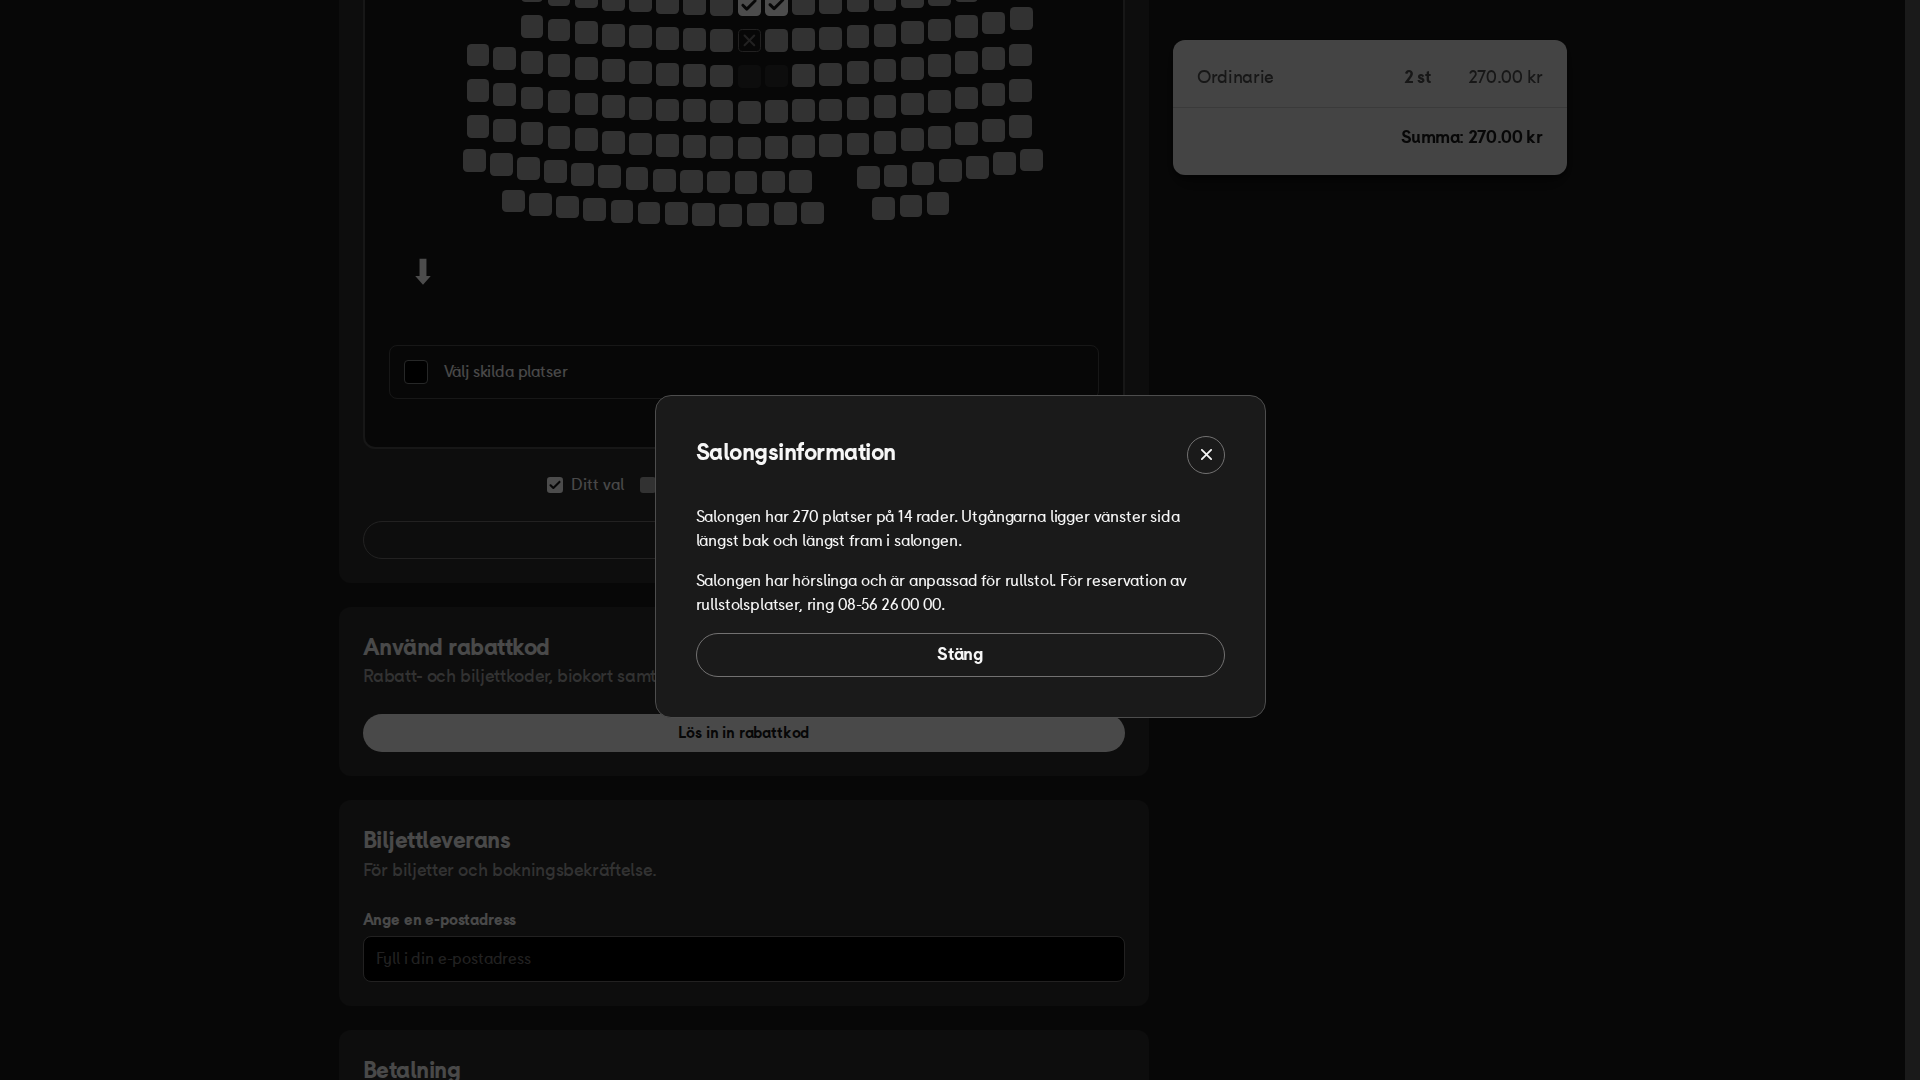 Ordinarie 2 st 270.00 kr
Summa: 270.00 kr
Välj skilda platser
Ditt val
Salongsinformation
Salongen har 270 platser på 14 rader. Utgångarna ligger vänster sida
längst bak och längst fram i salongen.
Salongen har hörslinga och är anpassad för rullstol. För reservation av
rullstolsplatser, ring 08-56 26 00 00.
Stäng
Använd rabattkod
Rabatt- och biljettkoder, biokort samt
Lös in in rabattkod
Biljettleverans
För biljetter och bokningsbekräftelse.
Ange en e-postadress
Fyll i din e-postadress
Betalning